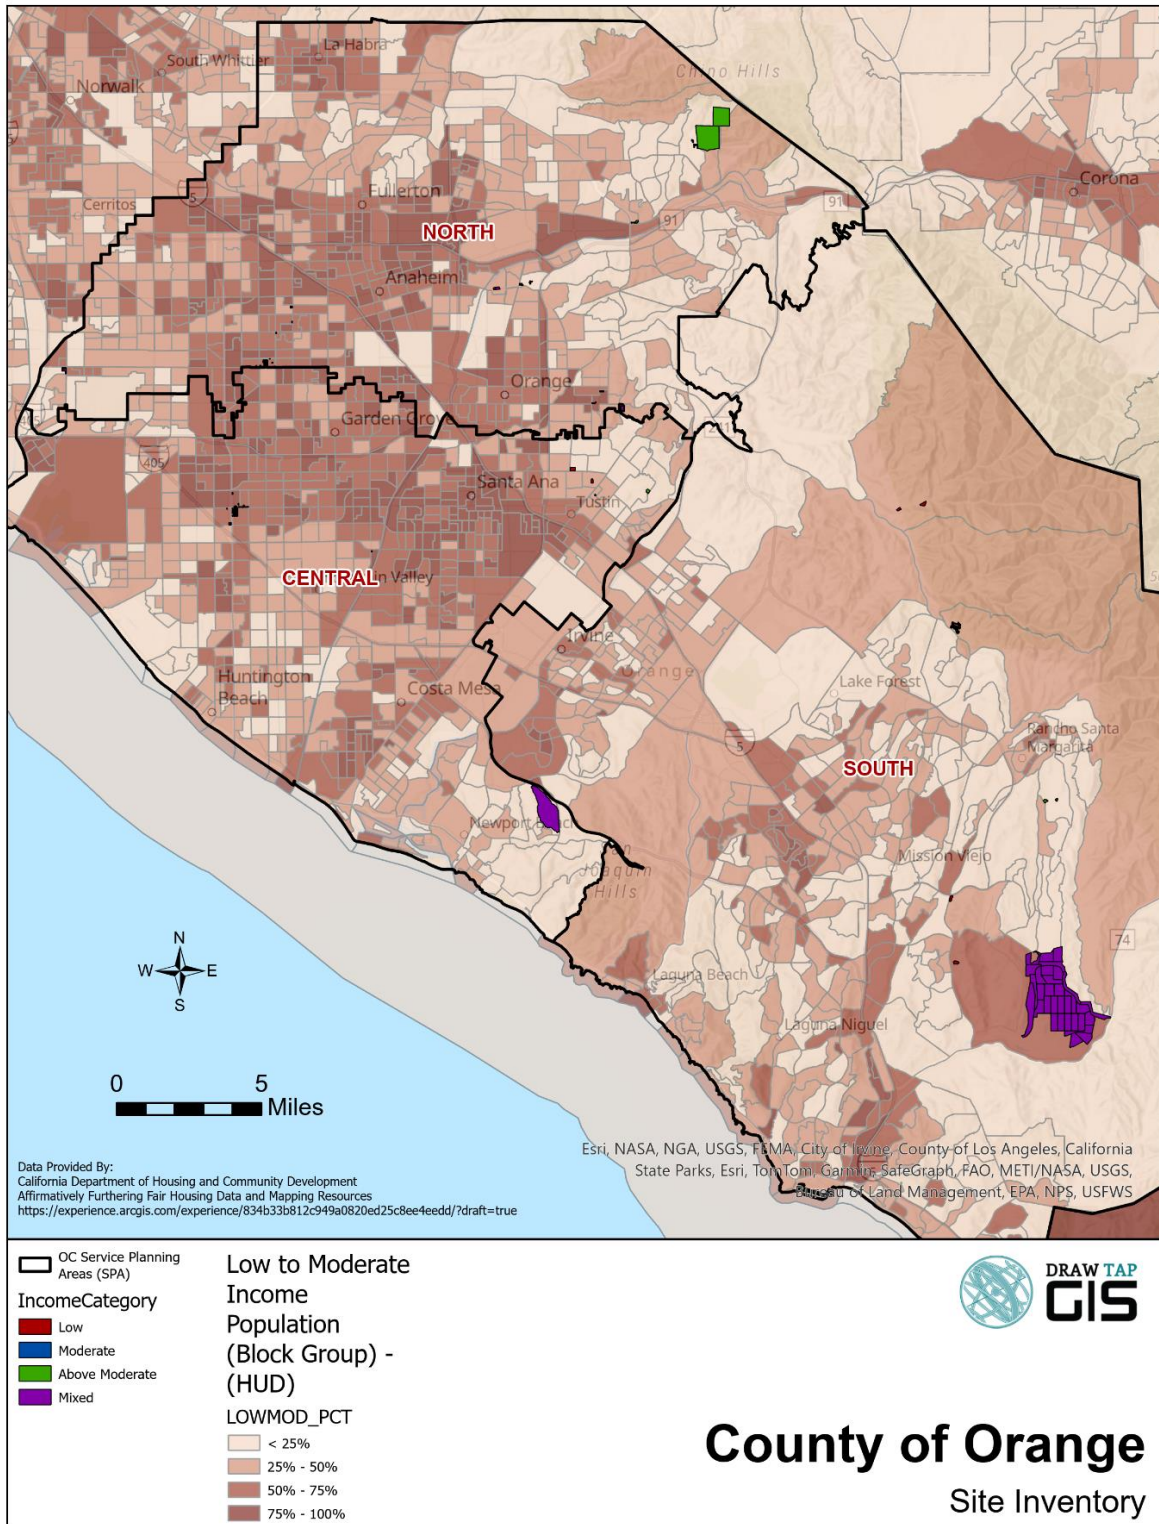 La Habra
South Whittier
Norwalk
Chino Hills
Corona
Cerritos
5
Fullerton
91
91
NORTH
Anaheim
Orange
Garden Grove
405
Santa Ana
Tustin
CENTRAL
n Valley
Irvine
Orange
Huntington
Beach
Costa Mesa
Lake Forest
Rancho Santa
Margarita
5
SOUTH
Newport Beach
Joaquin
Hills
Mission Viejo
74
Laguna Beach
Laguna Niguel
N
W E
S
0 5
Miles
Esri, NASA, NGA, USGS, FEMA, City of Irvine, County of Los Angeles, California
State Parks, Esri, TomTom, Garmin, SafeGraph, FAO, METI/NASA, USGS,
Bureau of Land Management, EPA, NPS, USFWS
Data Provided By:
California Department of Housing and Community Development
Affirmatively Furthering Fair Housing Data and Mapping Resources
https://experience.arcgis.com/experience/834b33b812c949a0820ed25c8ee4eedd/?draft=true
OC Service Planning
Areas (SPA)
IncomeCategory
Low
Moderate
Above Moderate
Mixed
Low to Moderate
Income
Population
(Block Group) -
(HUD)
LOWMOD_PCT
< 25%
25% - 50%
50% - 75%
75% - 100%
DRAW TAP
GIS
County of Orange
Site Inventory